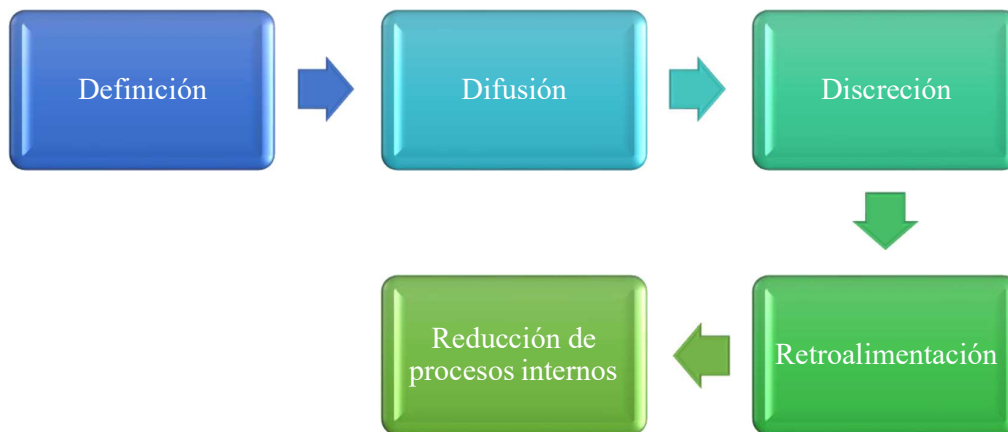 Definición
Difusión
Discreción
Retroalimentación
Reducción de
procesos internos